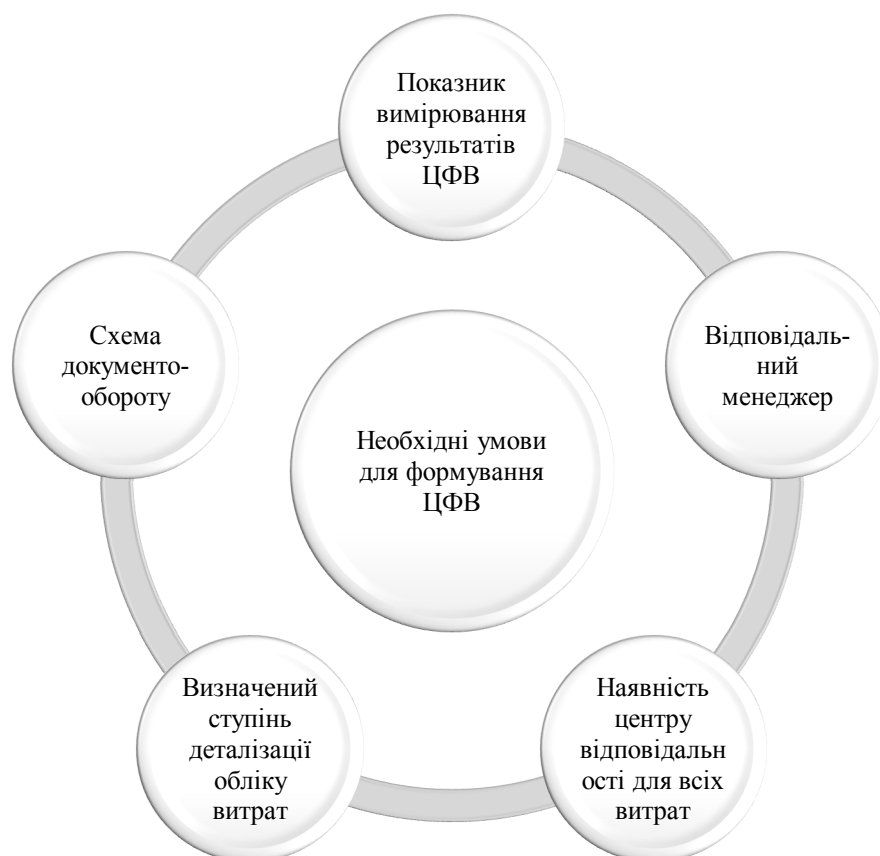 Показник
вимірювання
результатів
ЦФВ
Відповідаль-
ний
менеджер
Наявність
центру
відповідальн
ості для всіх
витрат
Визначений
ступінь
деталізації
обліку
витрат
Схема
документо-
обороту
Необхідні умови
для формування
ЦФВ